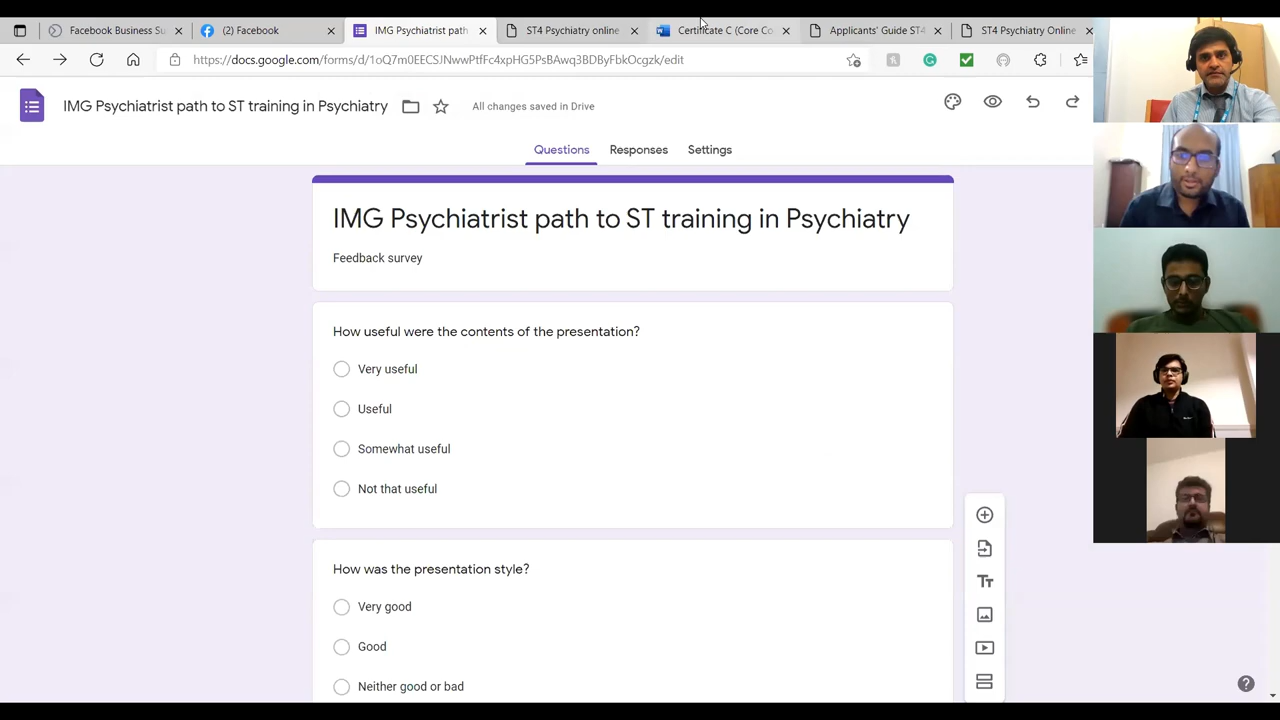 Facebook Business Su
(2) Facebook
IMG Psychiatrist path
ST4 Psychiatry online
Certificate C (Core Co
Applicants' Guide ST4
ST4 Psychiatry Online
https://docs.google.com/forms/d/1oQ7m0EECSJNwwPtfFc4xpHG5PsBAwq3BDByFbkOcgzk/edit
IMG Psychiatrist path to ST training in Psychiatry
All changes saved in Drive
Questions
Responses
Settings
IMG Psychiatrist path to ST training in Psychiatry
Feedback survey
How useful were the contents of the presentation?
Very useful
Useful
Somewhat useful
Not that useful
How was the presentation style?
Very good
Good
Neither good or bad